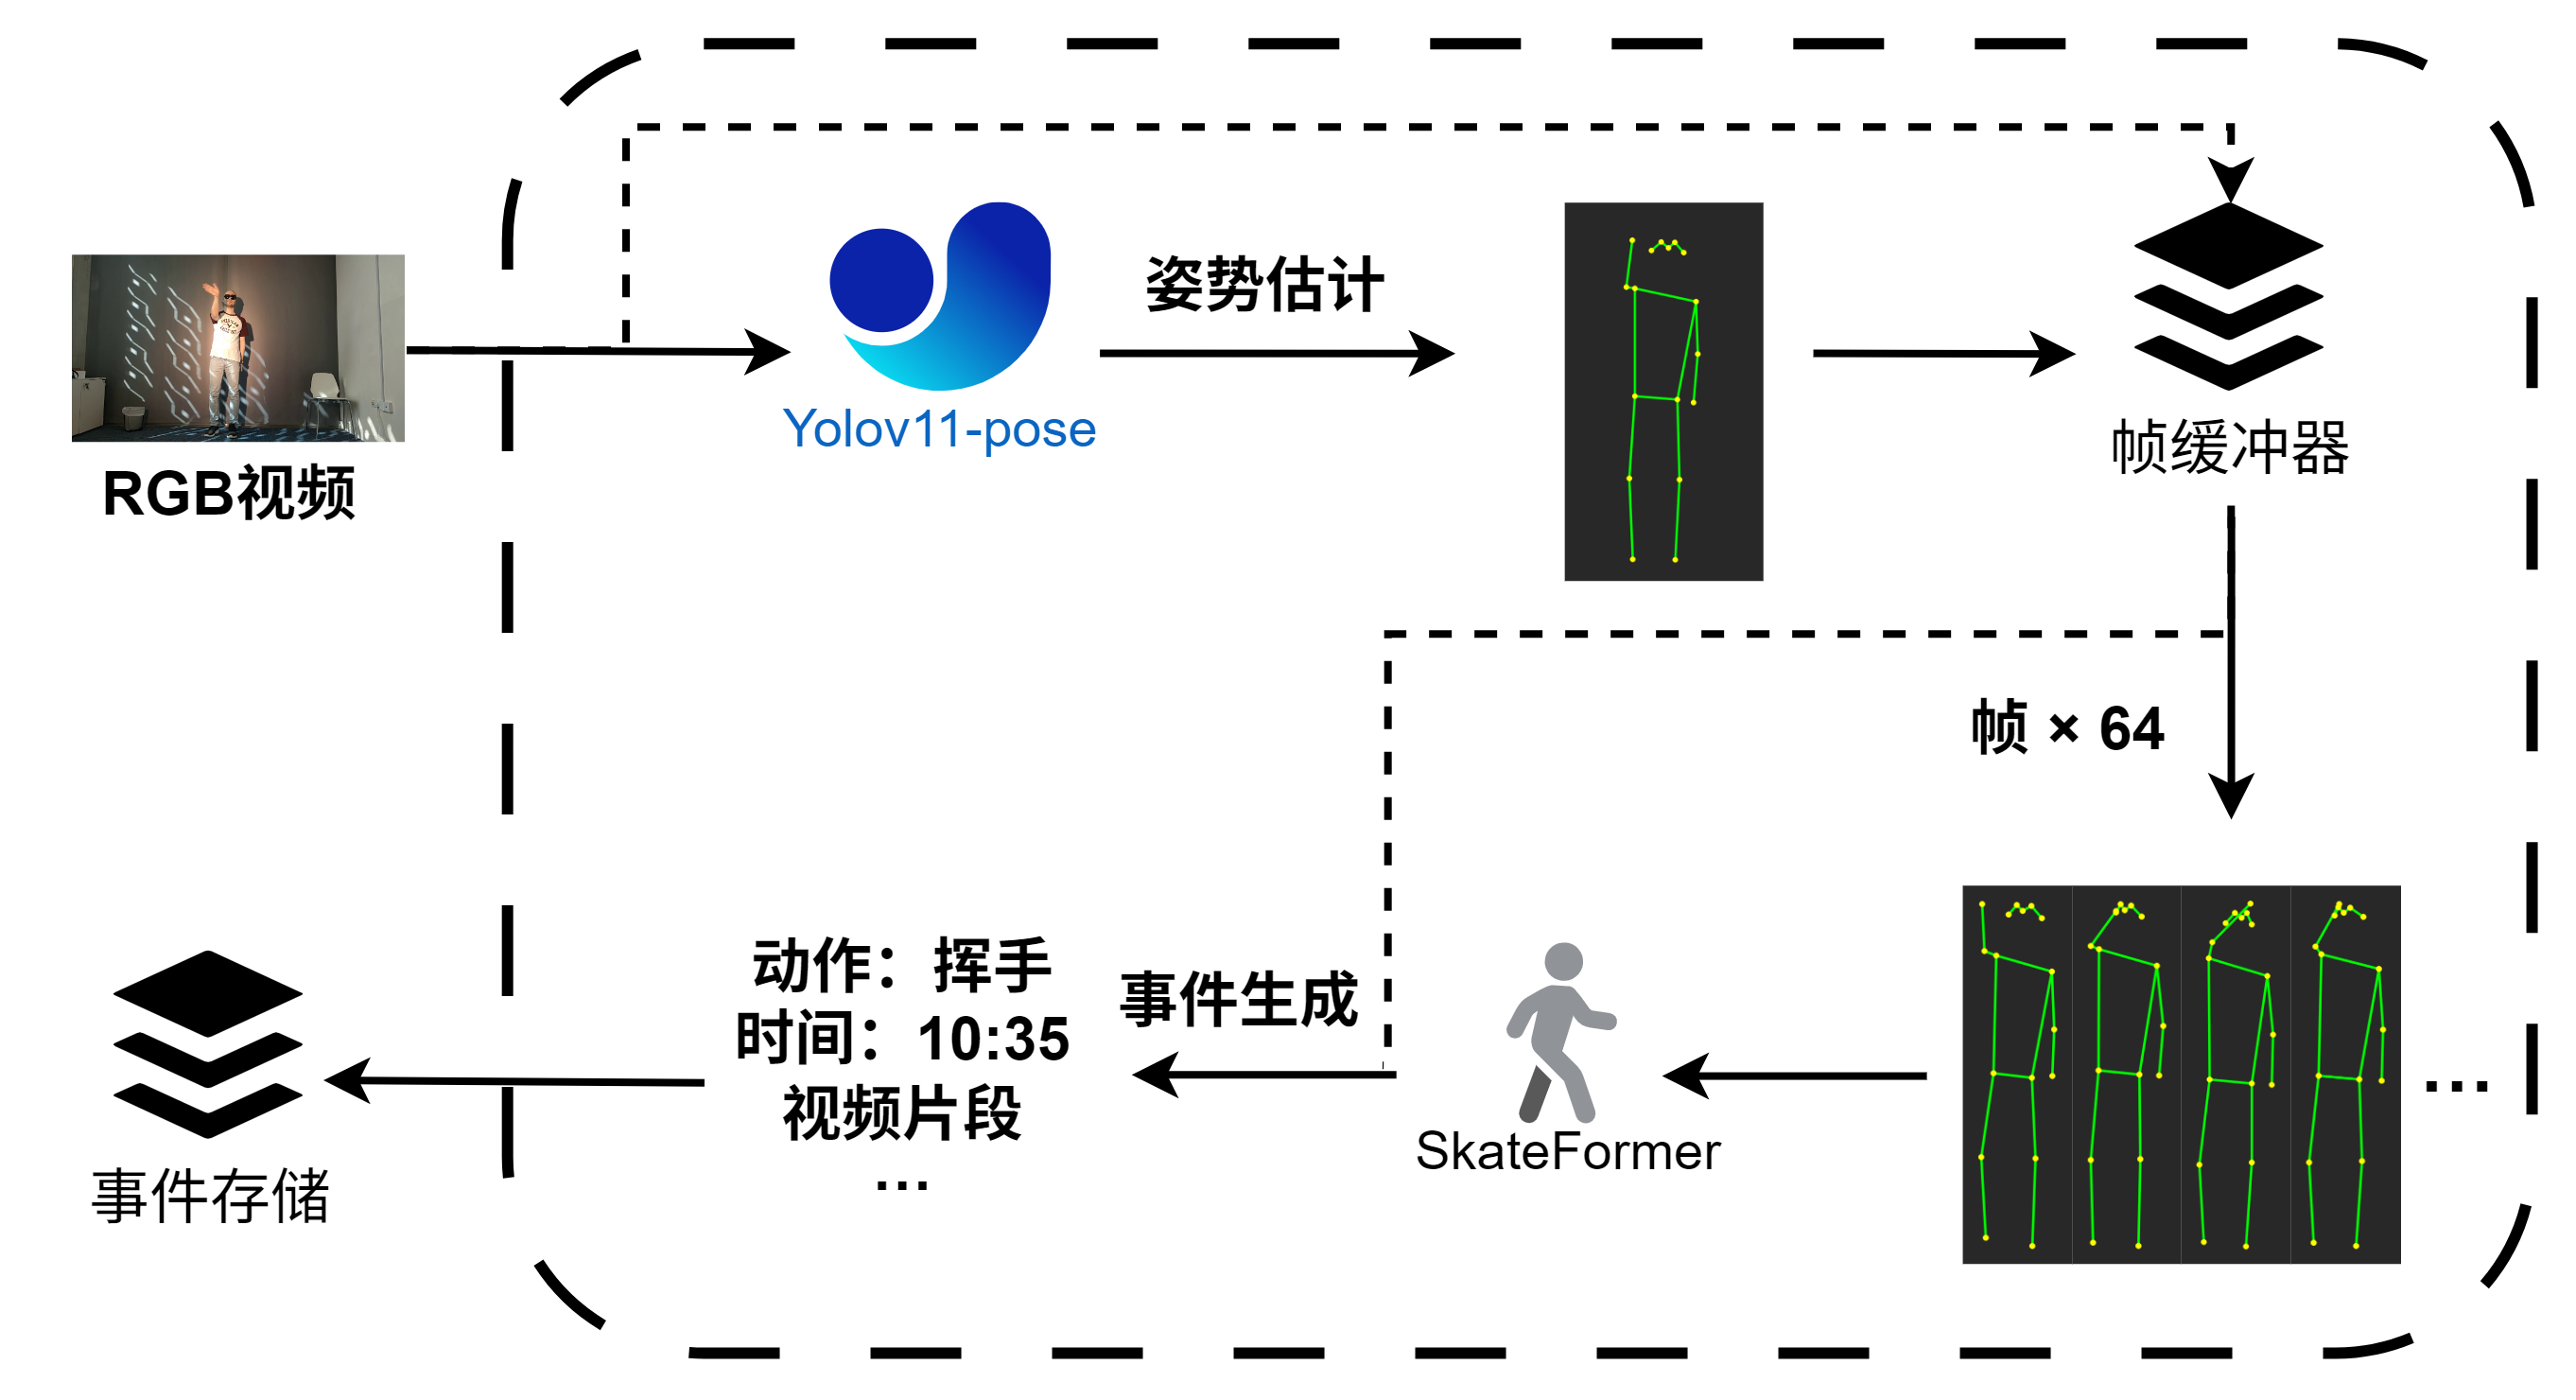 RGB视频
Yolov11-pose
姿势估计
帧缓冲器
帧 × 64
SkateFormer
事件生成
动作：挥手
时间：10:35
视频片段
...
事件存储
...